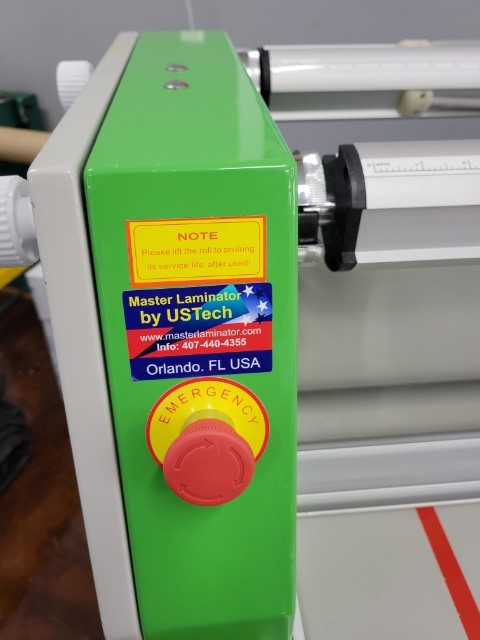 NOTE
Please lift the roll to prolong
its service life after used!
Master Laminator
by USTech
www.masterlaminator.com
Info: 407-440-4355
Orlando. FL USA
EMERGENCY